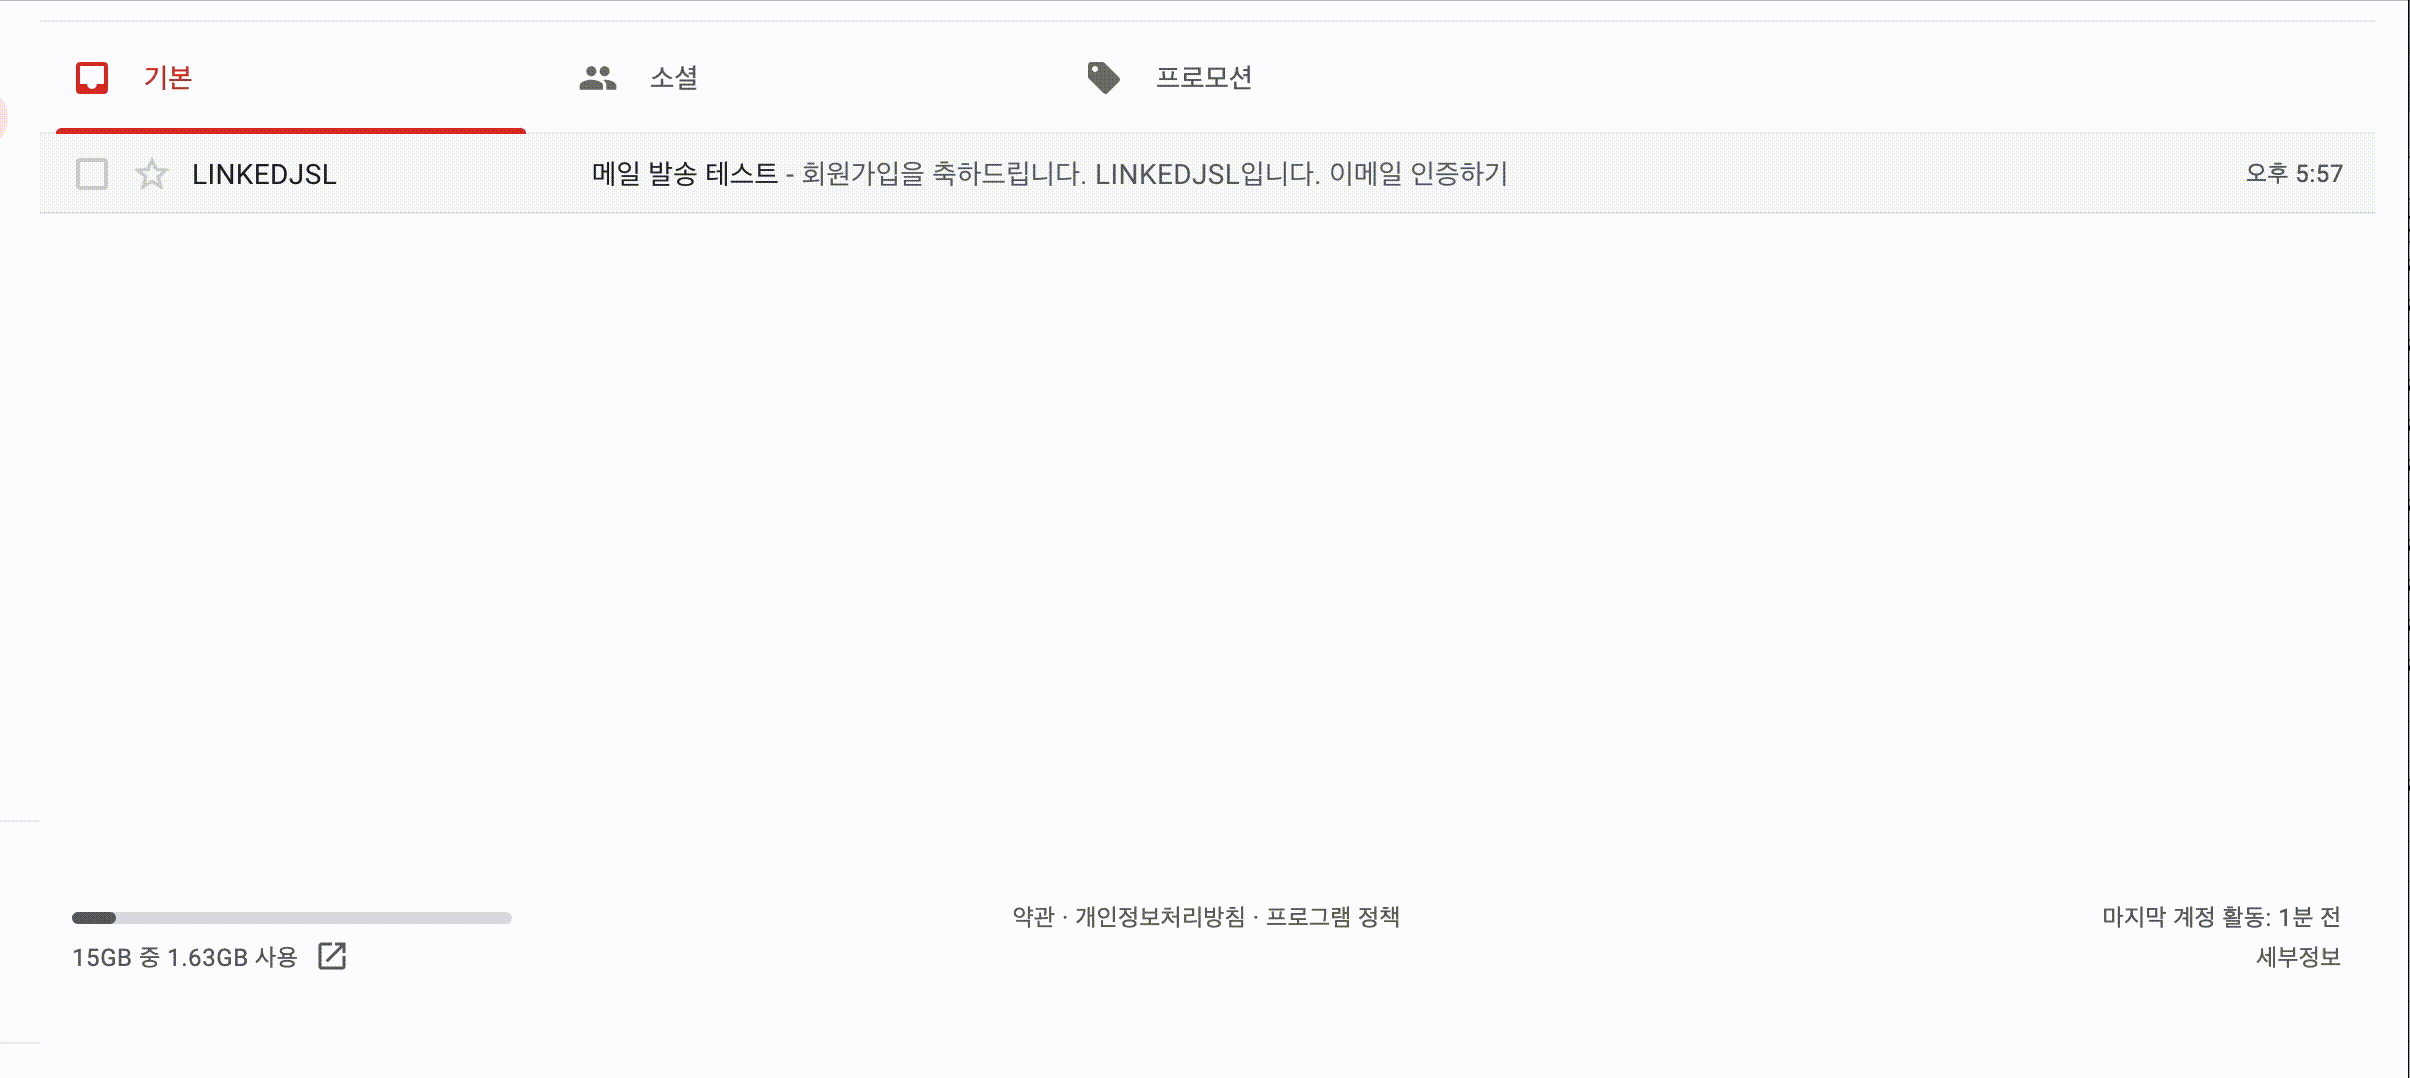 기본 소셜 프로모션
LINKEDJSL 메일 발송 테스트 - 회원가입을 축하드립니다. LINKEDJSL입니다. 이메일 인증하기 오후 5:57
약관 · 개인정보처리방침 · 프로그램 정책 마지막 계정 활동: 1분 전
15GB 중 1.63GB 사용 세부정보